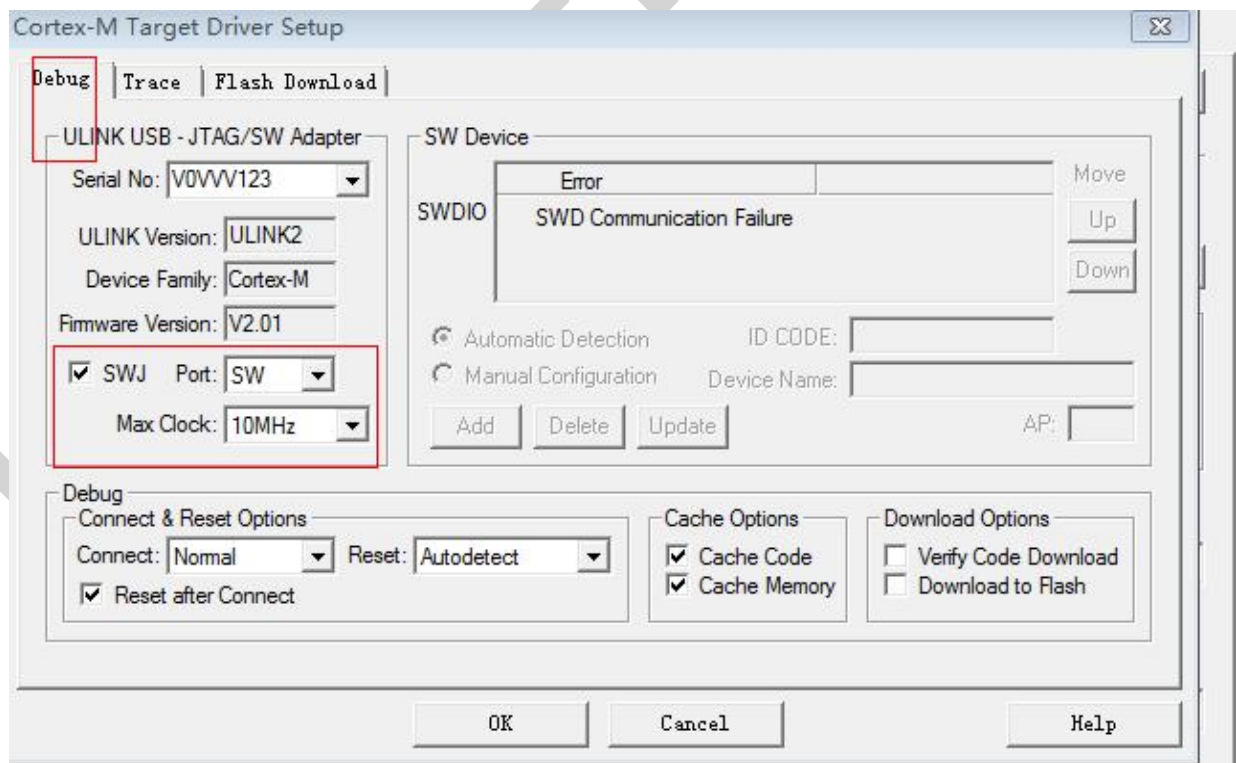 Cortex-M Target Driver Setup
Debug Trace Flash Download
ULINK USB - JTAG/SW Adapter
Serial No: V0VVV123
ULINK Version: ULINK2
Device Family: Cortex-M
Firmware Version: V2.01
SWJ Port: SW
Max Clock: 10MHz
SW Device
Error
SWDIO SWD Communication Failure
Move
Up
Down
Automatic Detection ID CODE:
Manual Configuration Device Name:
Add Delete Update AP:
Debug
Connect & Reset Options
Connect: Normal Reset: Autodetect
Reset after Connect
Cache Options
Cache Code
Cache Memory
Download Options
Verify Code Download
Download to Flash
OK Cancel Help